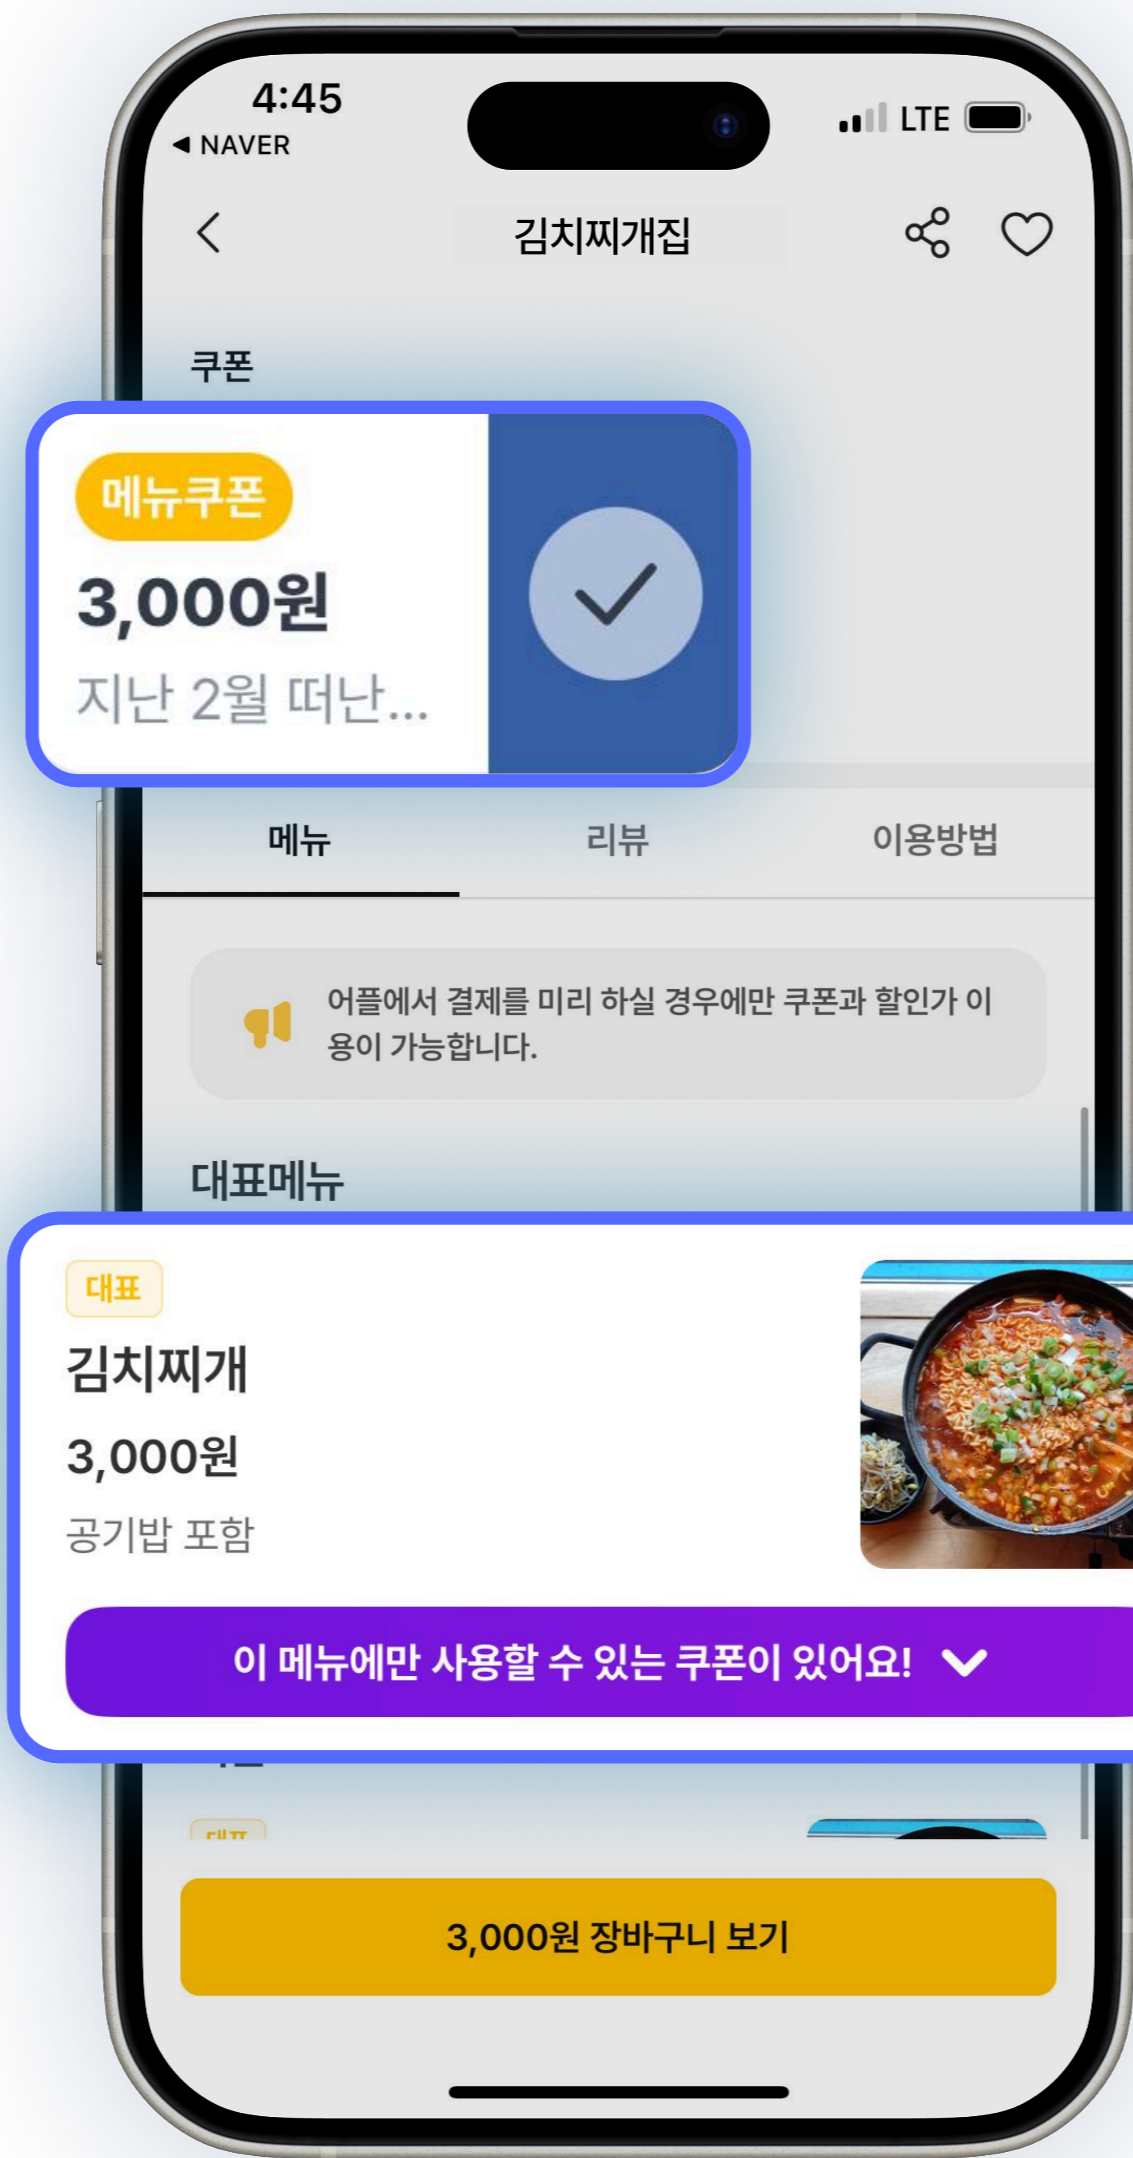 4:45
◀ NAVER
LTE
김치찌개집
쿠폰
메뉴쿠폰
3,000원
지난 2월 떠난...
메뉴 리뷰 이용방법
어플에서 결제를 미리 하실 경우에만 쿠폰과 할인가 이
용이 가능합니다.
대표메뉴
대표
김치찌개
3,000원
공기밥 포함
이 메뉴에만 사용할 수 있는 쿠폰이 있어요!
3,000원 장바구니 보기